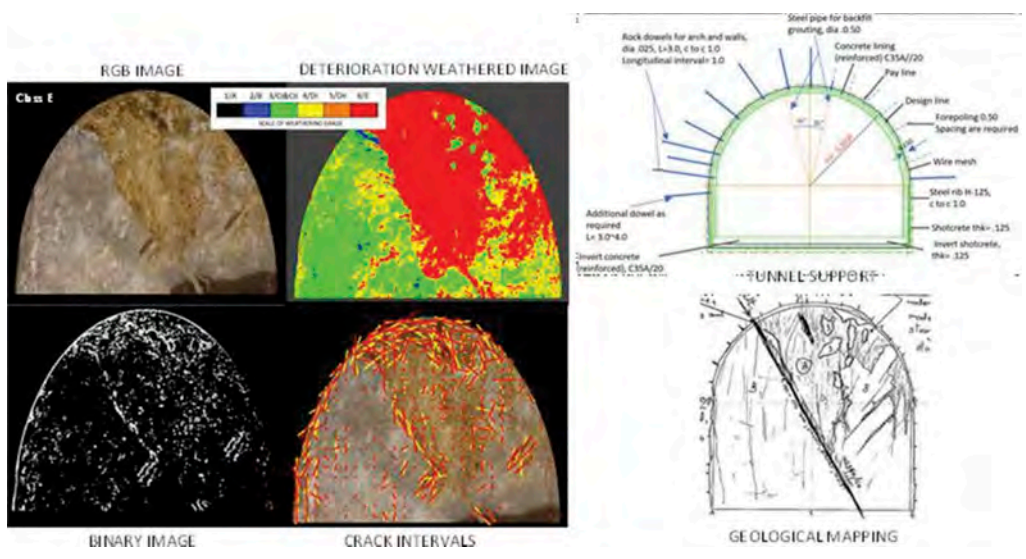 RGB IMAGE
DETERIORATION WEATHERED IMAGE
Class E
SCALE OF WEATHERING GRADE
BINARY IMAGE
CRACK INTERVALS
Steel pipe for backfill
grouting, dia .0.50
Rock dowels for arch and walls,
dia .025, L=3.0, c to c 1.0
Longitudinal interval= 1.0
Concrete lining
(reinforced) C35A//20
Pay line
Design line
Forepoling 0.50
Spacing are required
Wire mesh
Steel rib H-125,
c to c 1.0
Additional dowel as
required
L= 3.0~4.0
Shotcrete thk= .125
Invert shotcrete,
thk= .125
Invert concrete
(reinforced), C35A/20
TUNNEL SUPPORT
GEOLOGICAL MAPPING